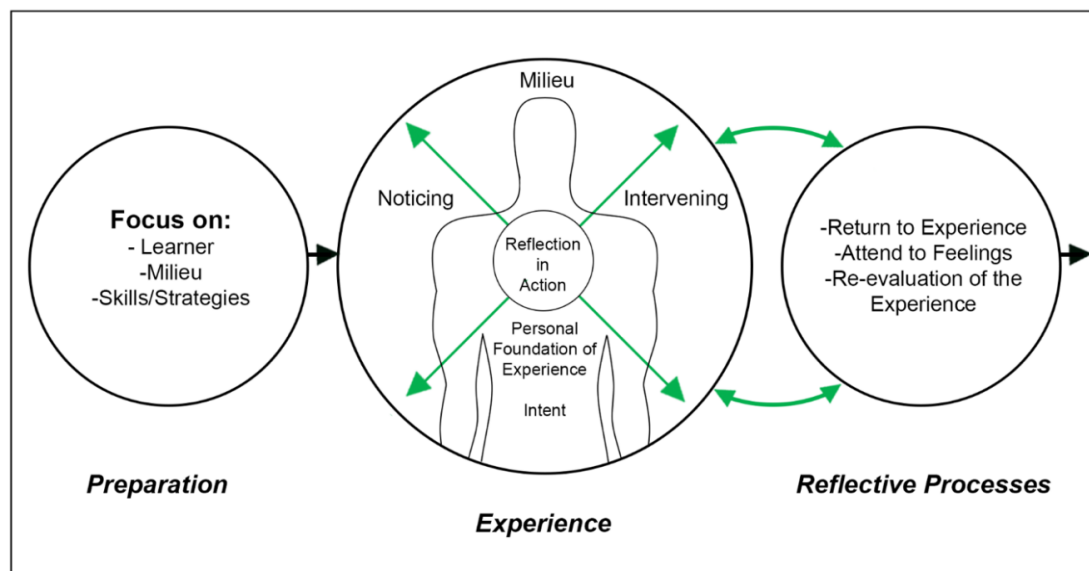 Focus on:
- Learner
-Milieu
-Skills/Strategies
Preparation
Milieu
Noticing
Intervening
Reflection
in
Action
Personal
Foundation of
Experience
Intent
Experience
-Return to Experience
-Attend to Feelings
-Re-evaluation of the
Experience
Reflective Processes